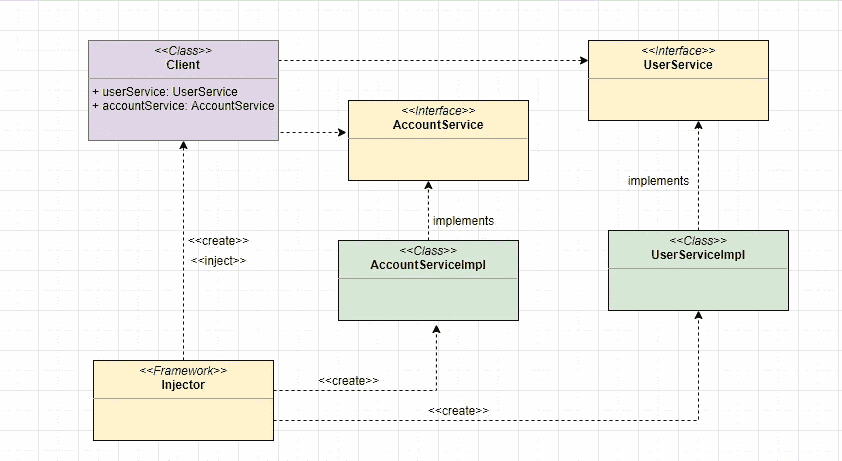 <<Class>>
Client
+ userService: UserService
+ accountService: AccountService
<<Interface>>
UserService
<<Interface>>
AccountService
implements
implements
<<Class>>
AccountServiceImpl
<<Class>>
UserServiceImpl
<<create>>
<<inject>>
<<Framework>>
Injector
<<create>>
<<create>>